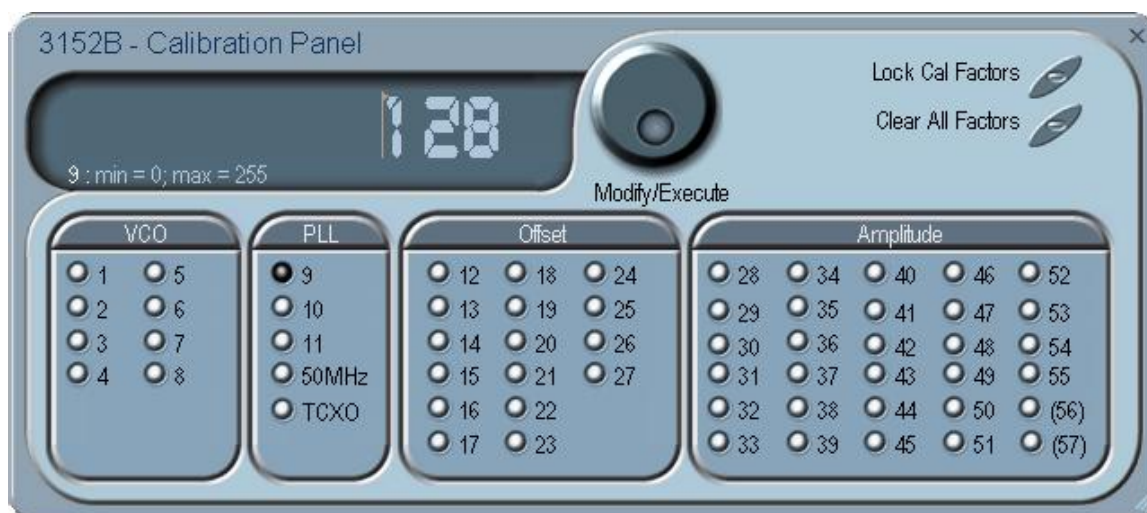 3152B - Calibration Panel
Lock Cal Factors
Clear All Factors
128
9 : min = 0; max = 255
Modify/Execute
VCO PLL Offset Amplitude
1 5 9 12 18 24 28 34 40 46 52
2 6 10 13 19 25 29 35 41 47 53
3 7 11 14 20 26 30 36 42 48 54
4 8 50MHz 15 21 27 31 37 43 49 55
TCXO 16 22 32 38 44 50 (56)
17 23 33 39 45 51 (57)